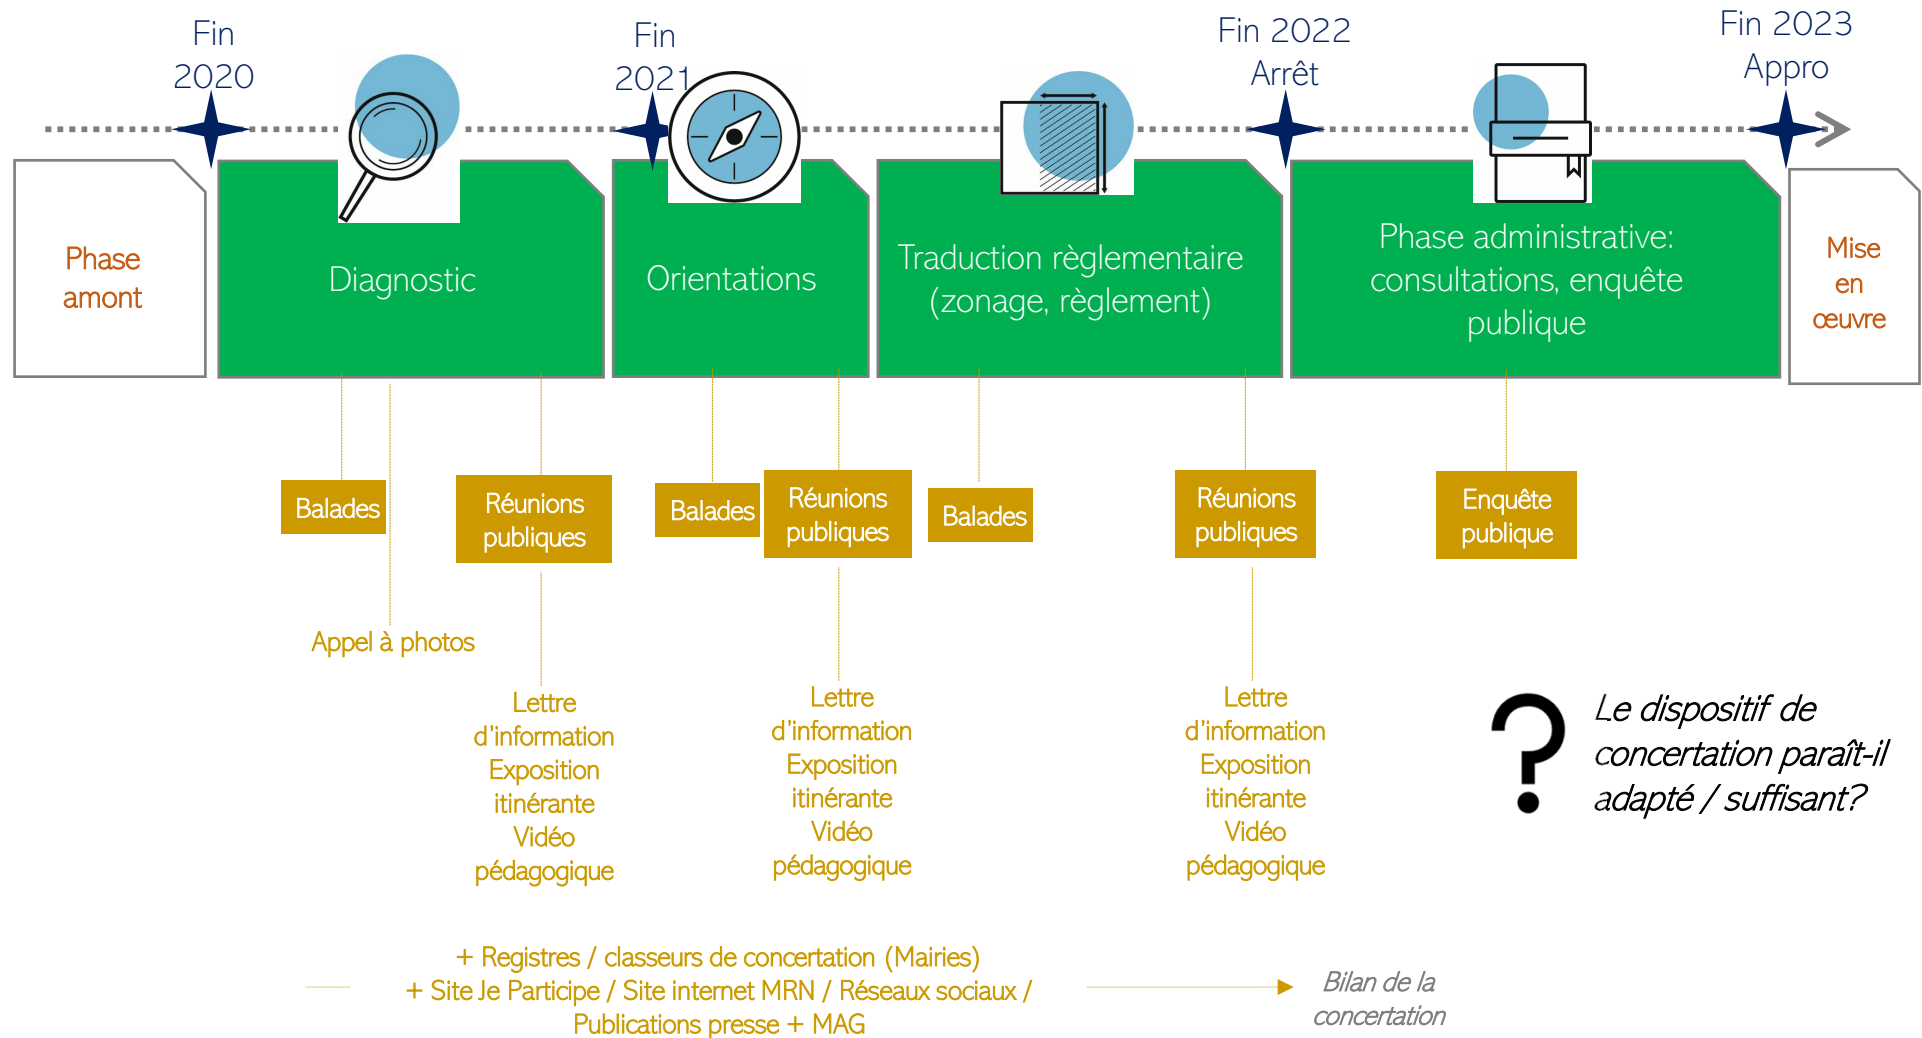 Fin
2020
Fin
2021
Fin 2022
Arrêt
Fin 2023
Appro
Phase
amont
Diagnostic
Orientations
Traduction règlementaire
(zonage, règlement)
Phase administrative:
consultations, enquête
publique
Mise
en
œuvre
Balades
Réunions
publiques
Balades
Réunions
publiques
Balades
Réunions
publiques
Enquête
publique
Appel à photos
Lettre
d’information
Exposition
itinérante
Vidéo
pédagogique
Lettre
d’information
Exposition
itinérante
Vidéo
pédagogique
Lettre
d’information
Exposition
itinérante
Vidéo
pédagogique
?
Le dispositif de
concertation paraît-il
adapté / suffisant?
+ Registres / classeurs de concertation (Mairies)
+ Site Je Participe / Site internet MRN / Réseaux sociaux /
Publications presse + MAG
Bilan de la
concertation